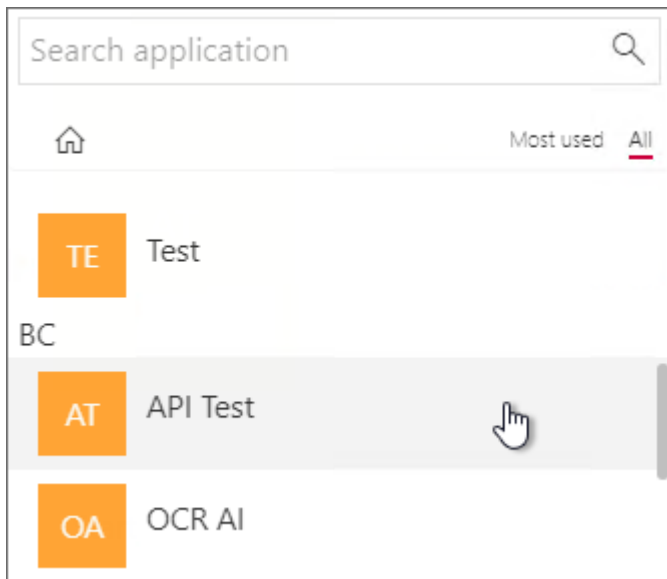 Search application
Most used All
TE Test
BC
AT API Test
OA OCR AI